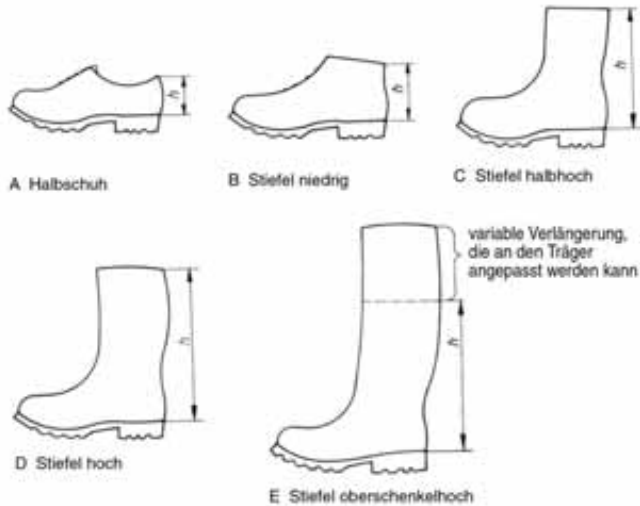 h
h
h
A Halbschuh
B Stiefel niedrig
C Stiefel halbhoch
variable Verlängerung,
die an den Träger
angepasst werden kann
h
h
D Stiefel hoch
E Stiefel oberschenkelhoch